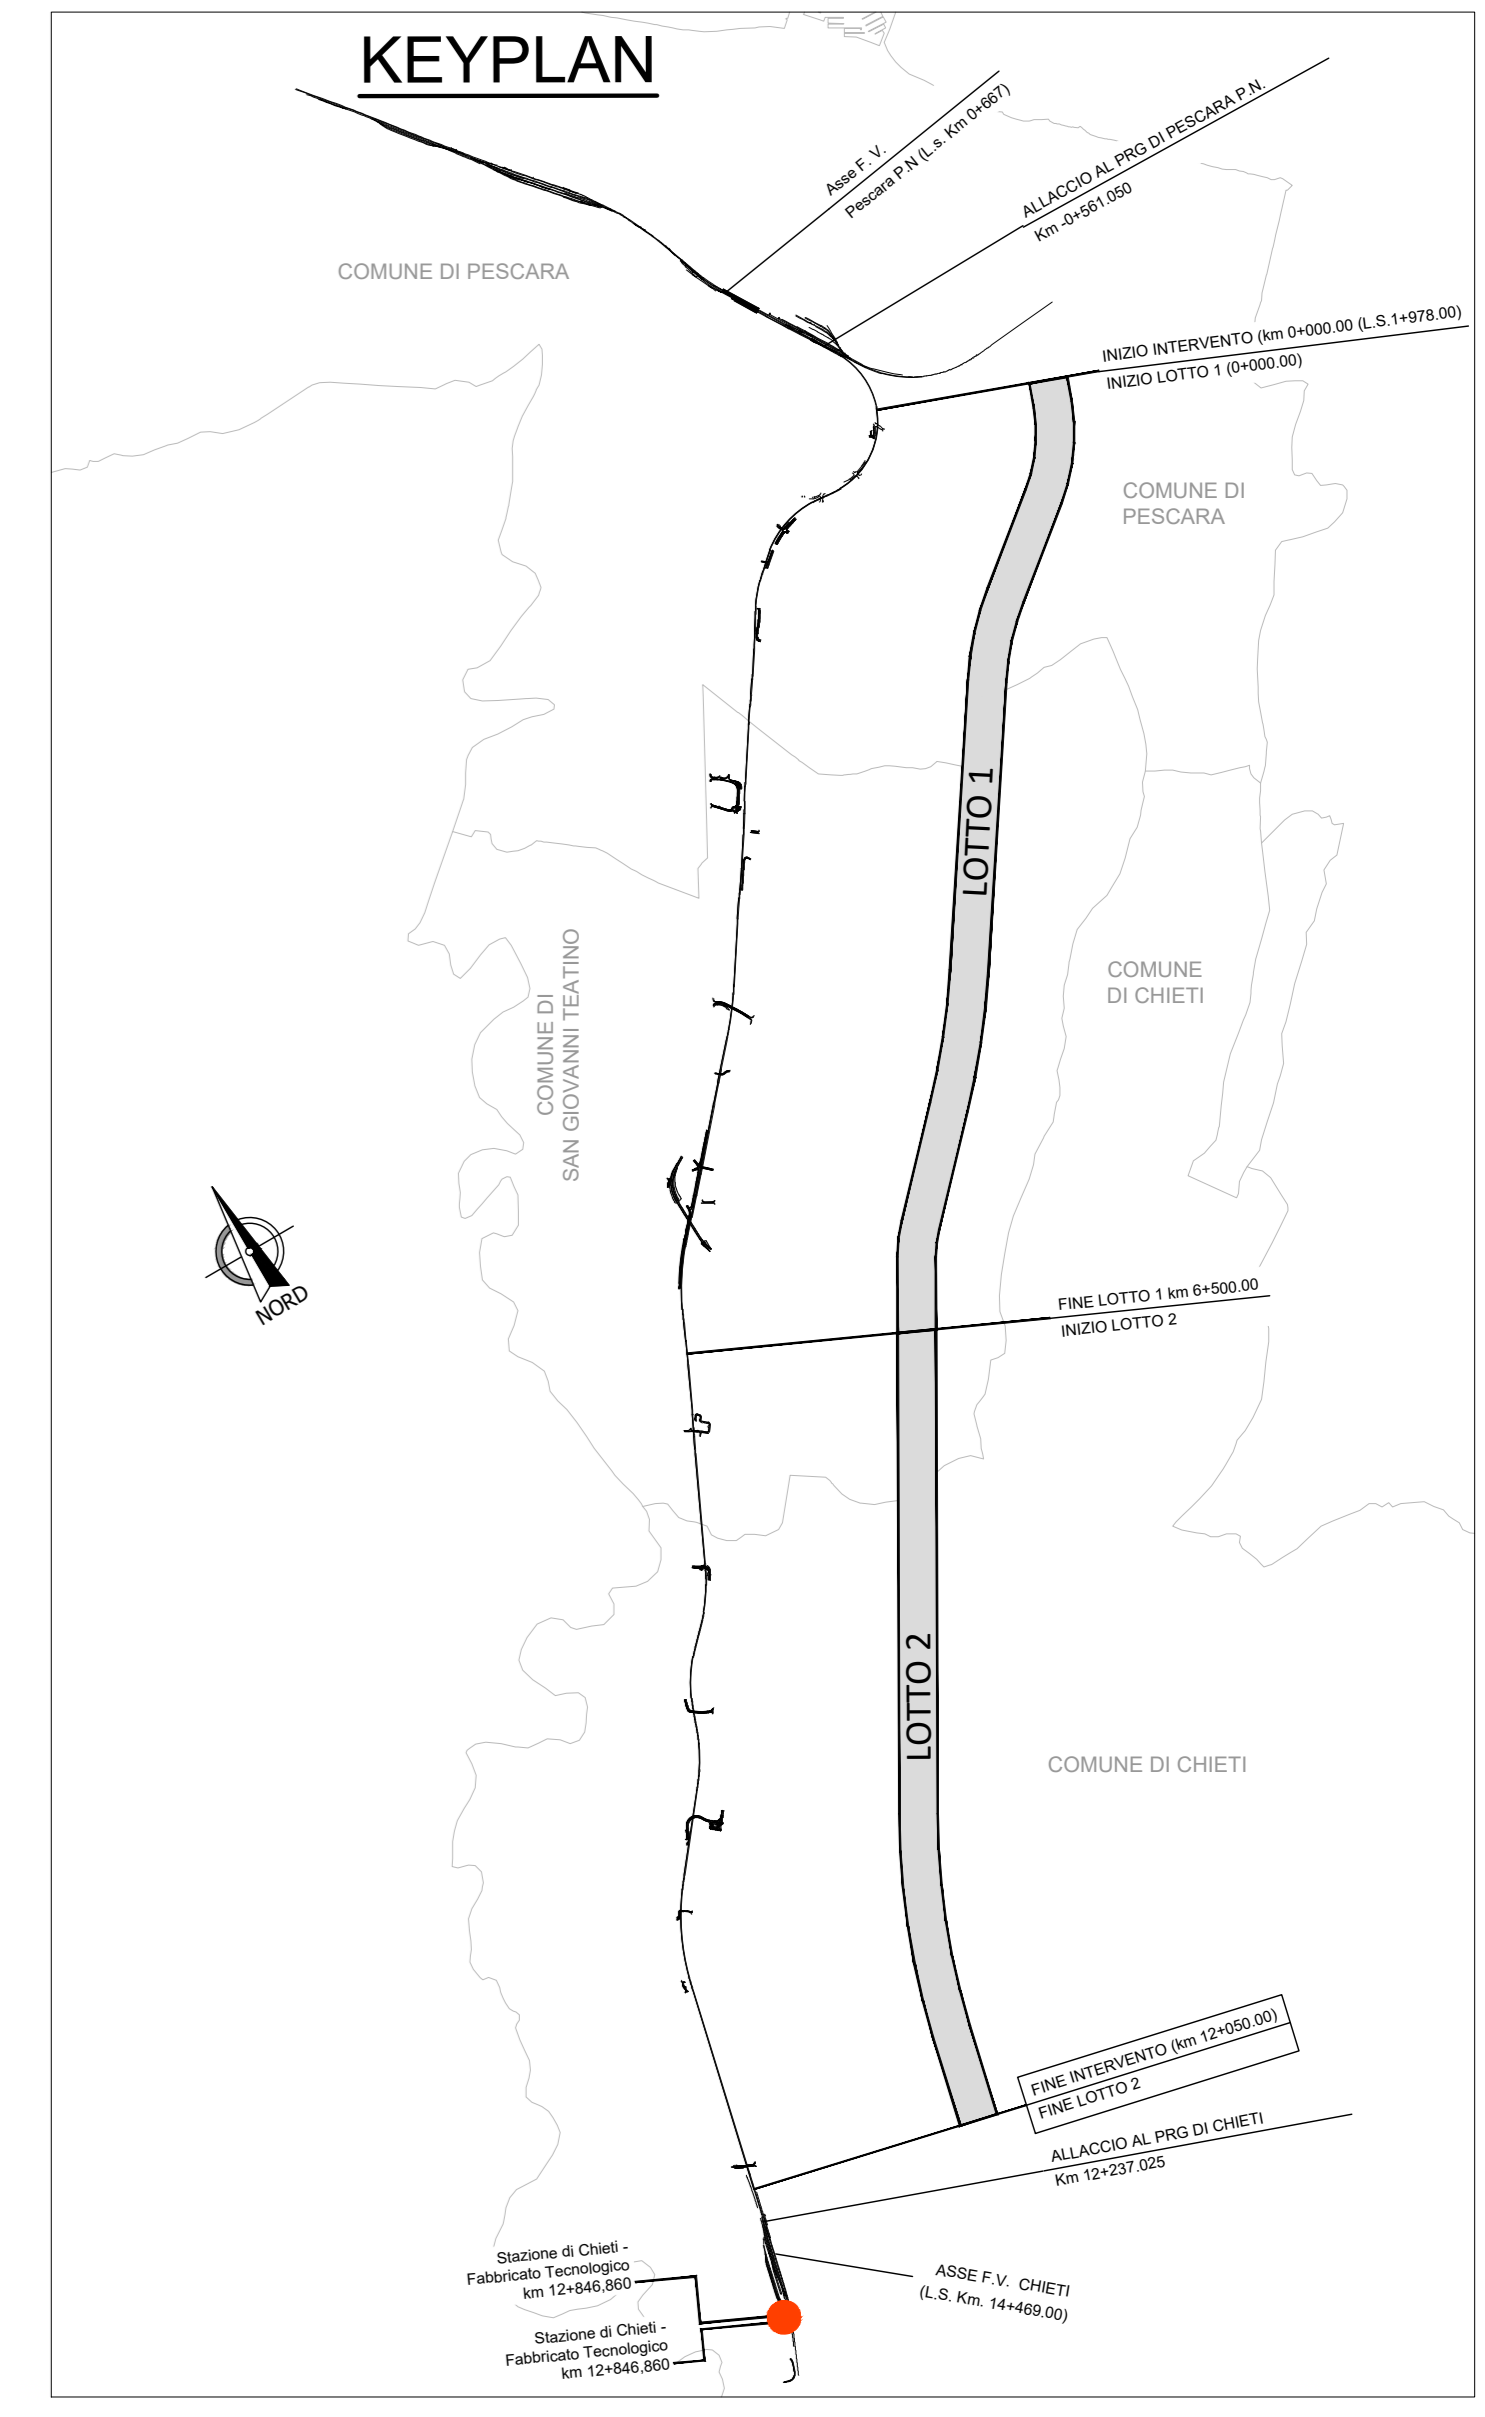 KEYPLAN
Asse F. V.
Pescara P.N (L.s. Km 0+667)
ALLACCIO AL PRG DI PESCARA P.N.
Km -0+561.050
COMUNE DI PESCARA
INIZIO INTERVENTO (km 0+000.00 (L.S.1+978.00)
INIZIO LOTTO 1 (0+000.00)
COMUNE DI
PESCARA
LOTTO 1
COMUNE DI
SAN GIOVANNI TEATINO
COMUNE
DI CHIETI
NORD
FINE LOTTO 1 km 6+500.00
INIZIO LOTTO 2
LOTTO 2
COMUNE DI CHIETI
FINE INTERVENTO (km 12+050.00)
FINE LOTTO 2
ALLACCIO AL PRG DI CHIETI
Km 12+237.025
ASSE F.V. CHIETI
(L.S. Km. 14+469.00)
Stazione di Chieti -
Fabbricato Tecnologico
km 12+846,860
Stazione di Chieti -
Fabbricato Tecnologico
km 12+846,860